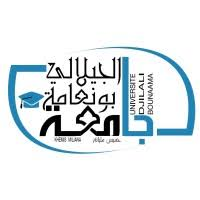 الجيلالي
بونعامة
جامعة
خميس مليانة
KHEMIS MILIANA
UNIVERSITE
DJILALI
BOUNAAMA